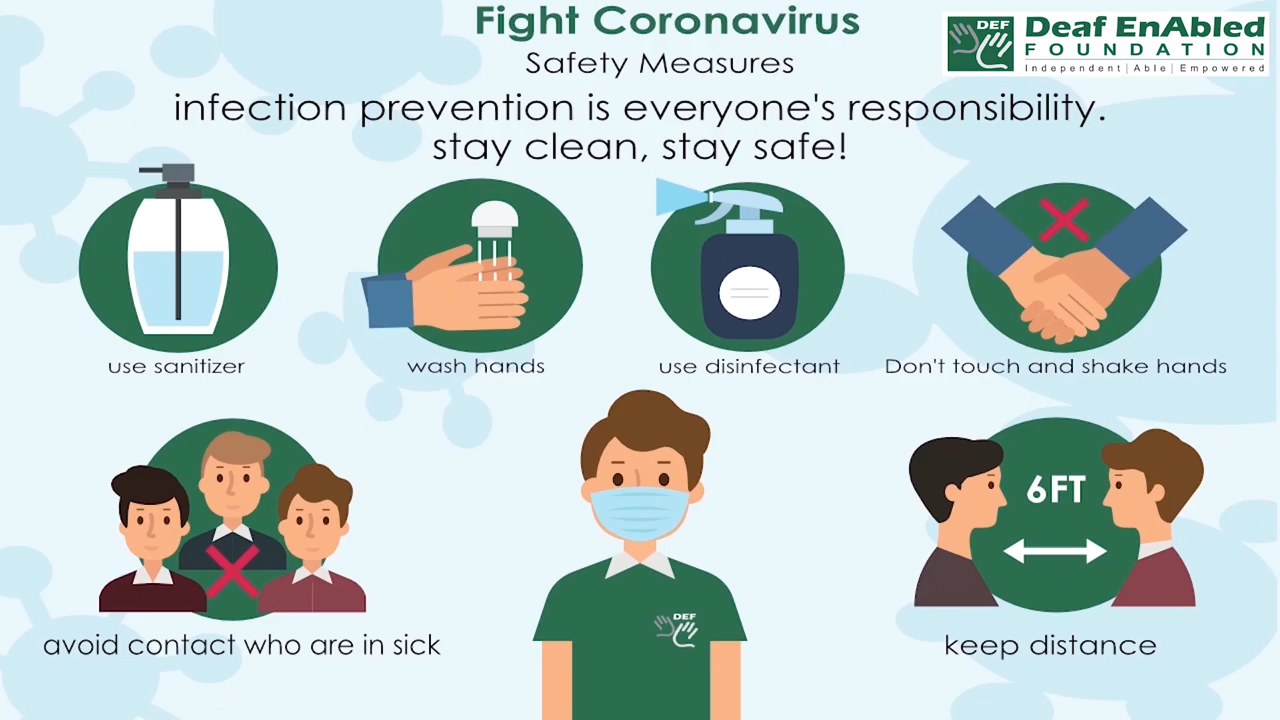 Fight Coronavirus
Safety Measures
DEF
Deaf EnAbled
FOUNDATION
Independent | Able | Empowered
infection prevention is everyone's responsibility.
stay clean, stay safe!
use sanitizer
wash hands
use disinfectant
Don't touch and shake hands
6FT
DEF
avoid contact who are in sick
keep distance